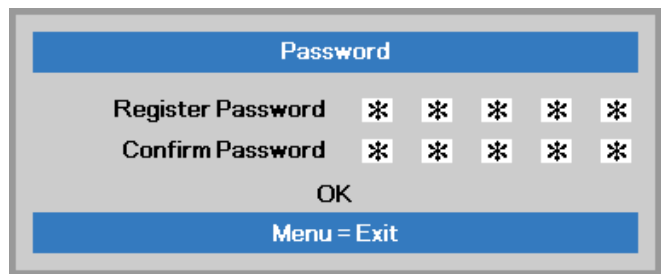 Password
Register Password * * * * *
Confirm Password * * * * *
OK
Menu = Exit